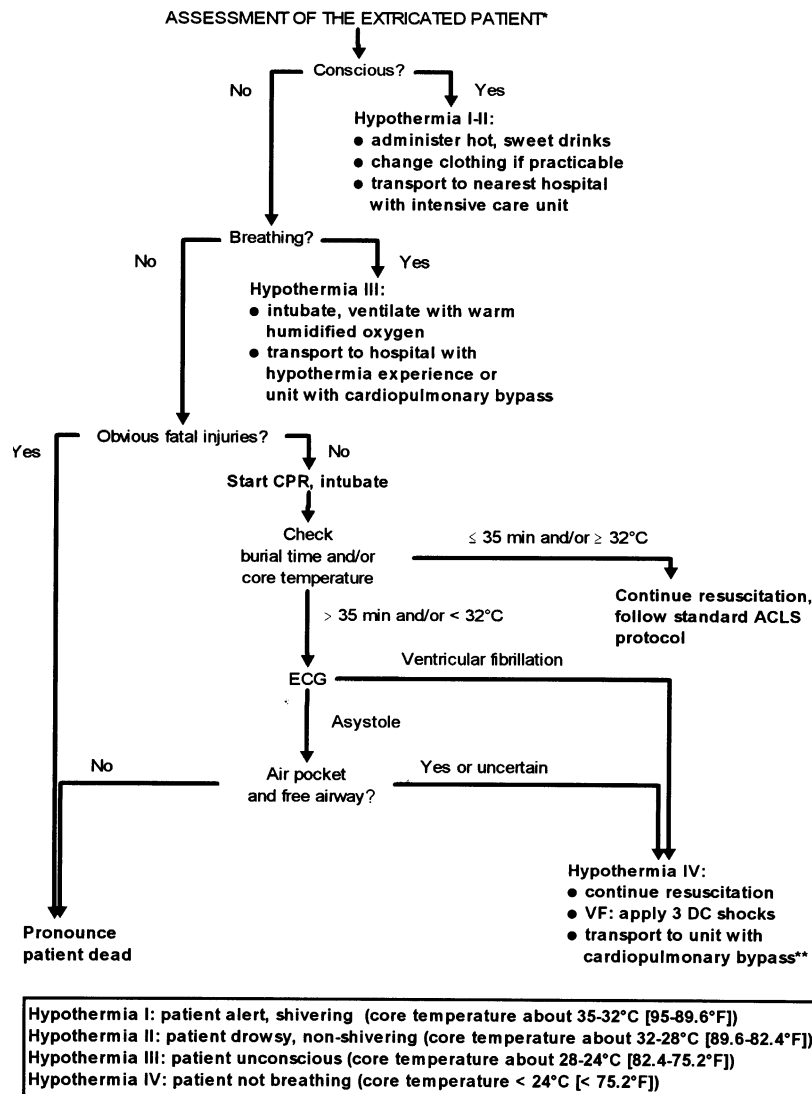 ASSESSMENT OF THE EXTRICATED PATIENT*
Conscious?
No
Yes
Hypothermia I-II:
● administer hot, sweet drinks
● change clothing if practicable
● transport to nearest hospital
with intensive care unit
Breathing?
No
Yes
Hypothermia III:
● intubate, ventilate with warm
humidified oxygen
● transport to hospital with
hypothermia experience or
unit with cardiopulmonary bypass
Yes
Obvious fatal injuries?
No
Start CPR, intubate
Check
burial time and/or
core temperature
≤ 35 min and/or ≥ 32°C
Continue resuscitation,
follow standard ACLS
protocol
> 35 min and/or < 32°C
ECG
Ventricular fibrillation
Asystole
No
Air pocket
and free airway?
Yes or uncertain
Hypothermia IV:
● continue resuscitation
● VF: apply 3 DC shocks
● transport to unit with
cardiopulmonary bypass**
Pronounce
patient dead
Hypothermia I: patient alert, shivering (core temperature about 35-32°C [95-89.6°F])
Hypothermia II: patient drowsy, non-shivering (core temperature about 32-28°C [89.6-82.4°F])
Hypothermia III: patient unconscious (core temperature about 28-24°C [82.4-75.2°F])
Hypothermia IV: patient not breathing (core temperature < 24°C [< 75.2°F])